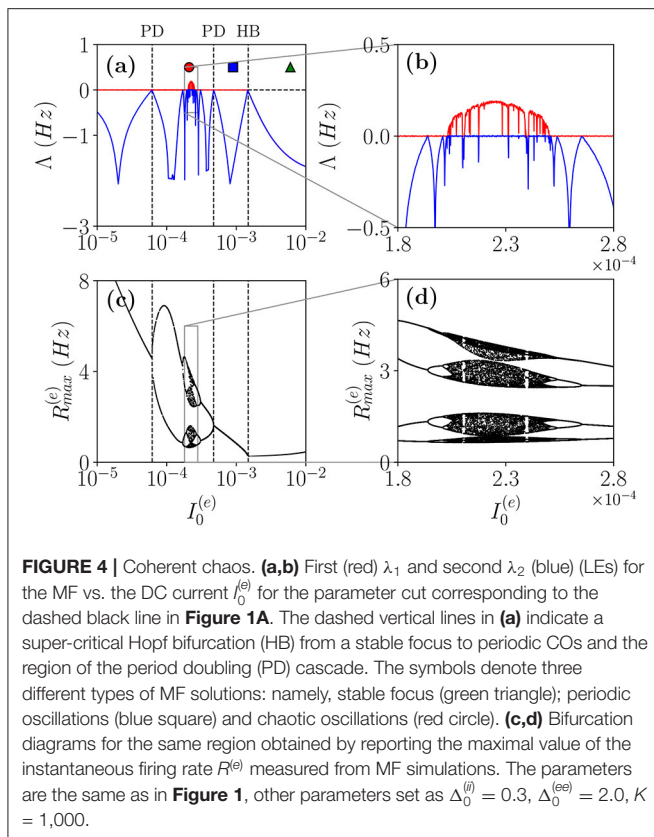 PD PD HB
(a)
0
−1
−3
Λ (Hz)
10⁻⁵ 10⁻⁴ 10⁻³ 10⁻²
(b)
0.5
0.0
−0.5
Λ (Hz)
1.8 2.3 2.8
×10⁻⁴
(c)
8
4
0
R_max^(e) (Hz)
10⁻⁵ 10⁻⁴ 10⁻³ 10⁻²
I_0^(e)
(d)
6
3
0
R_max^(e) (Hz)
1.8 2.3 2.8
×10⁻⁴
I_0^(e)
FIGURE 4 | Coherent chaos. (a,b) First (red) λ₁ and second λ₂ (blue) (LEs) for
the MF vs. the DC current I_0^(e) for the parameter cut corresponding to the
dashed black line in Figure 1A. The dashed vertical lines in (a) indicate a
super-critical Hopf bifurcation (HB) from a stable focus to periodic COs and the
region of the period doubling (PD) cascade. The symbols denote three
different types of MF solutions: namely, stable focus (green triangle); periodic
oscillations (blue square) and chaotic oscillations (red circle). (c,d) Bifurcation
diagrams for the same region obtained by reporting the maximal value of the
instantaneous firing rate R^(e) measured from MF simulations. The parameters
are the same as in Figure 1, other parameters set as Δ_0^(ii) = 0.3, Δ_0^(ee) = 2.0, K
= 1,000.